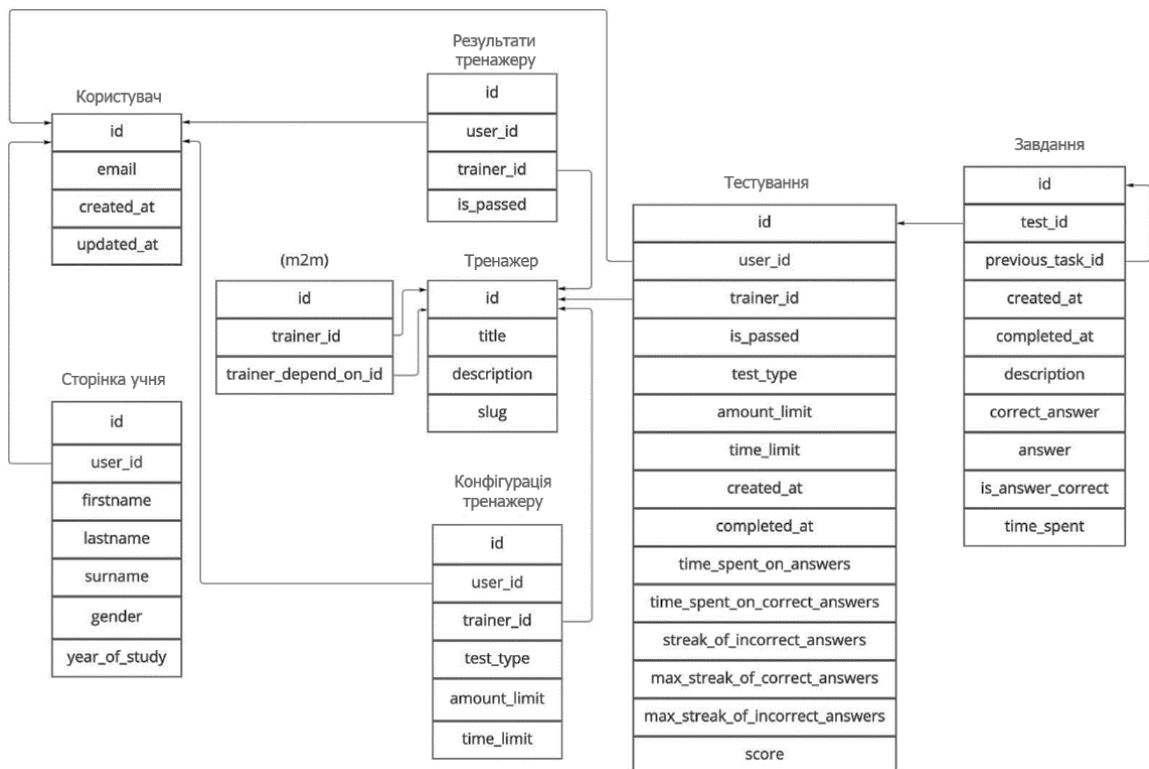 Користувач
id
email
created_at
updated_at
Результати
тренажеру
id
user_id
trainer_id
is_passed
(m2m)
id
trainer_id
trainer_depend_on_id
Тренажер
id
title
description
slug
Сторінка учня
id
user_id
firstname
lastname
surname
gender
year_of_study
Конфігурація
тренажеру
id
user_id
trainer_id
test_type
amount_limit
time_limit
Тестування
id
user_id
trainer_id
is_passed
test_type
amount_limit
time_limit
created_at
completed_at
time_spent_on_answers
time_spent_on_correct_answers
streak_of_incorrect_answers
max_streak_of_correct_answers
max_streak_of_incorrect_answers
score
Завдання
id
test_id
previous_task_id
created_at
completed_at
description
correct_answer
answer
is_answer_correct
time_spent